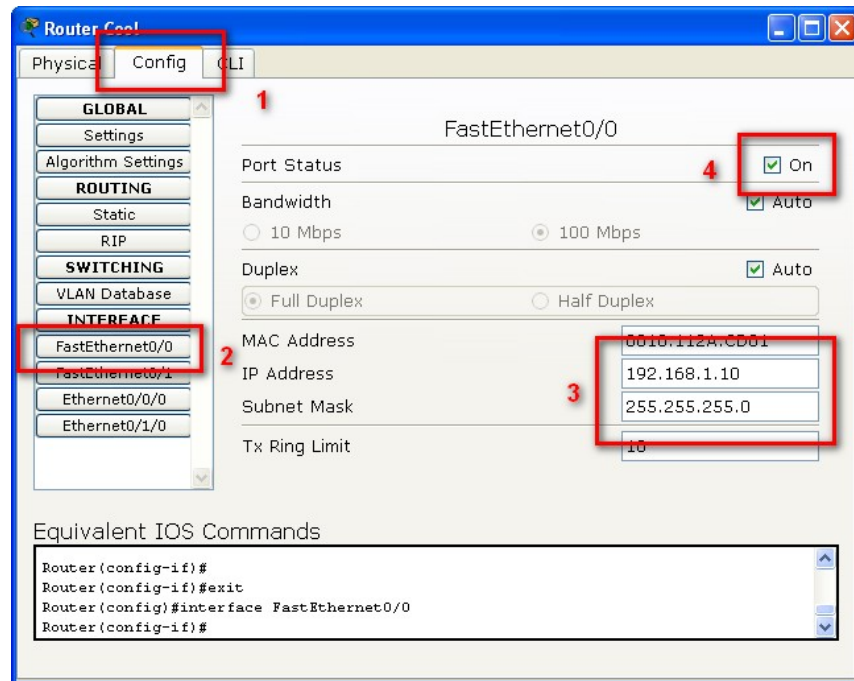 Router Cool
Physical Config CLI
1
GLOBAL
Settings
Algorithm Settings
ROUTING
Static
RIP
SWITCHING
VLAN Database
INTERFACE
FastEthernet0/0
2
FastEthernet0/1
Ethernet0/0/0
Ethernet0/1/0
FastEthernet0/0
Port Status
4
On
Bandwidth
Auto
10 Mbps
100 Mbps
Duplex
Auto
Full Duplex
Half Duplex
MAC Address
0010.112A.CD01
IP Address
192.168.1.10
3
Subnet Mask
255.255.255.0
Tx Ring Limit
10
Equivalent IOS Commands
Router(config-if)#
Router(config-if)#exit
Router(config)#interface FastEthernet0/0
Router(config-if)#